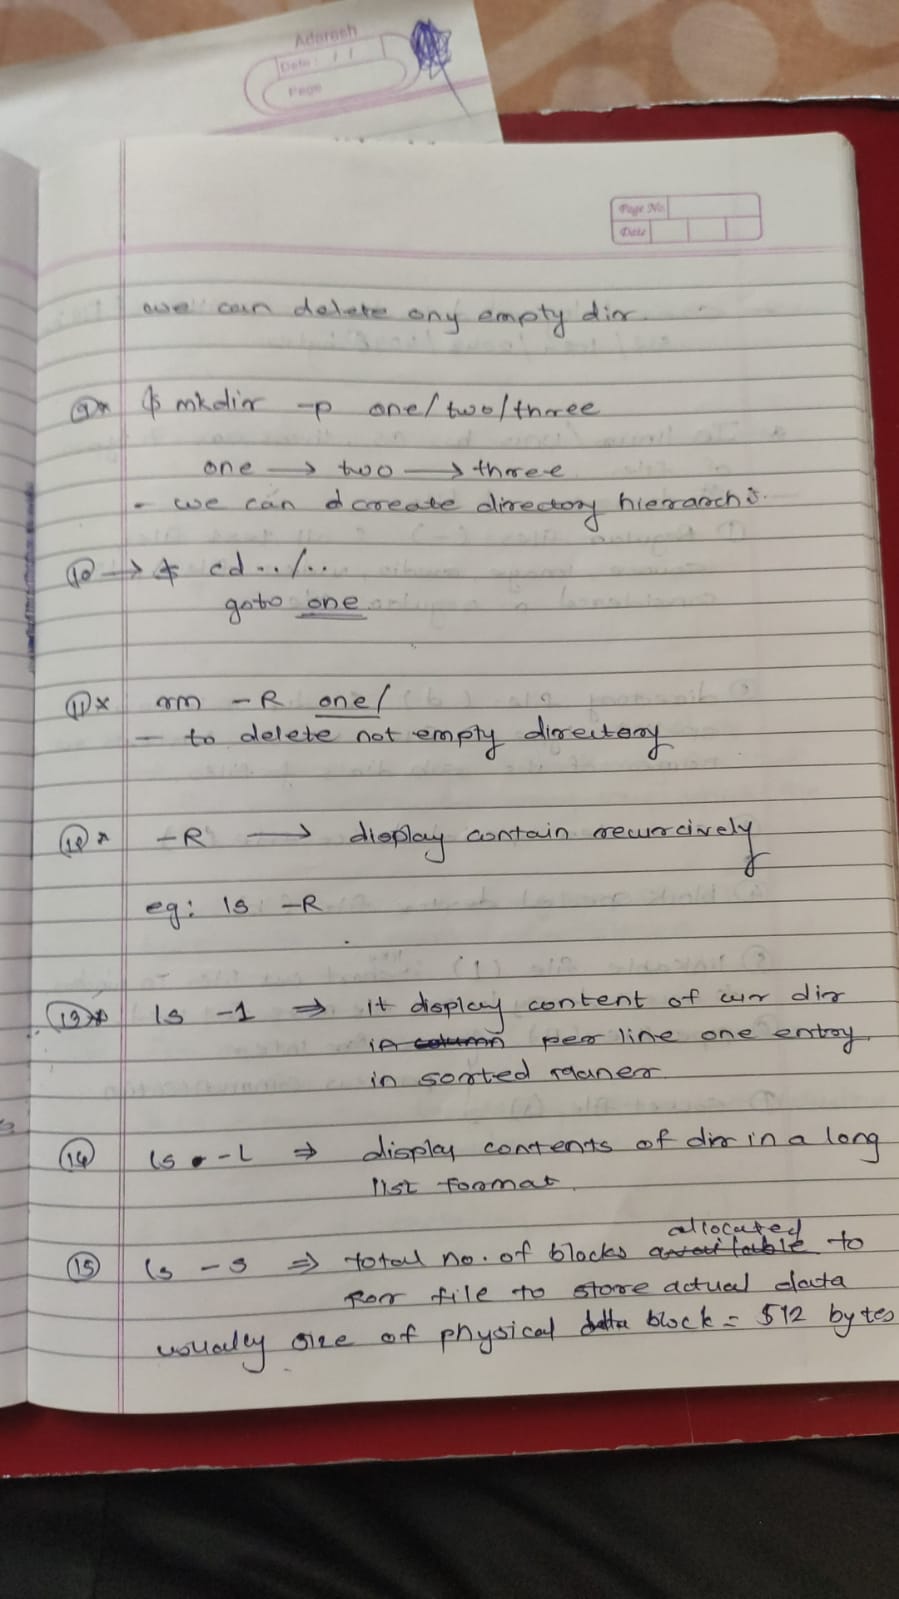 Adarsh
Date: / /
Page
Page No.
Date
we can delete any empty dir.
9* $ mkdir -p one/two/three
one → two → three
- we can create directory hierarchi.
10 → $ cd ../..
goto one
11* rm -R one/
- to delete not empty directory
12* -R → display contain recurcively
eg: ls -R
13* ls -1 ⇒ it display content of curr dir
in column per line one entry
in sorted maner
14 ls -l ⇒ display contents of dir in a long
list format.
allocated
15 ls -s ⇒ total no. of blocks available to
for file to store actual data
usually size of physical data block = 512 bytes